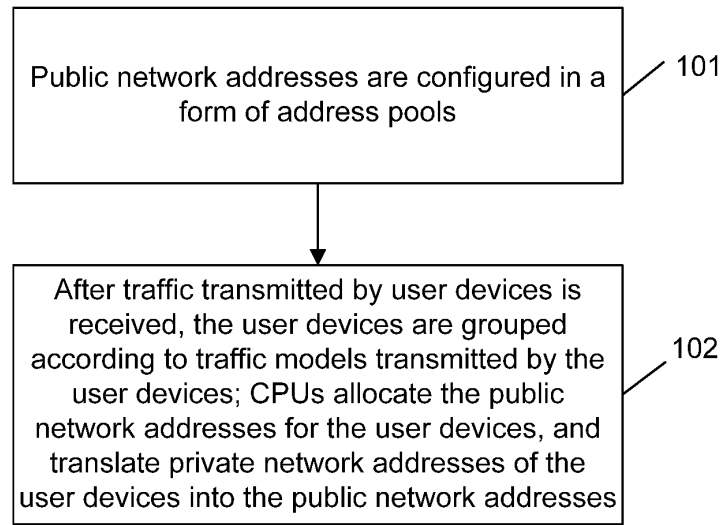 Public network addresses are configured in a
form of address pools
101
After traffic transmitted by user devices is
received, the user devices are grouped
according to traffic models transmitted by the
user devices; CPUs allocate the public
network addresses for the user devices, and
translate private network addresses of the
user devices into the public network addresses
102